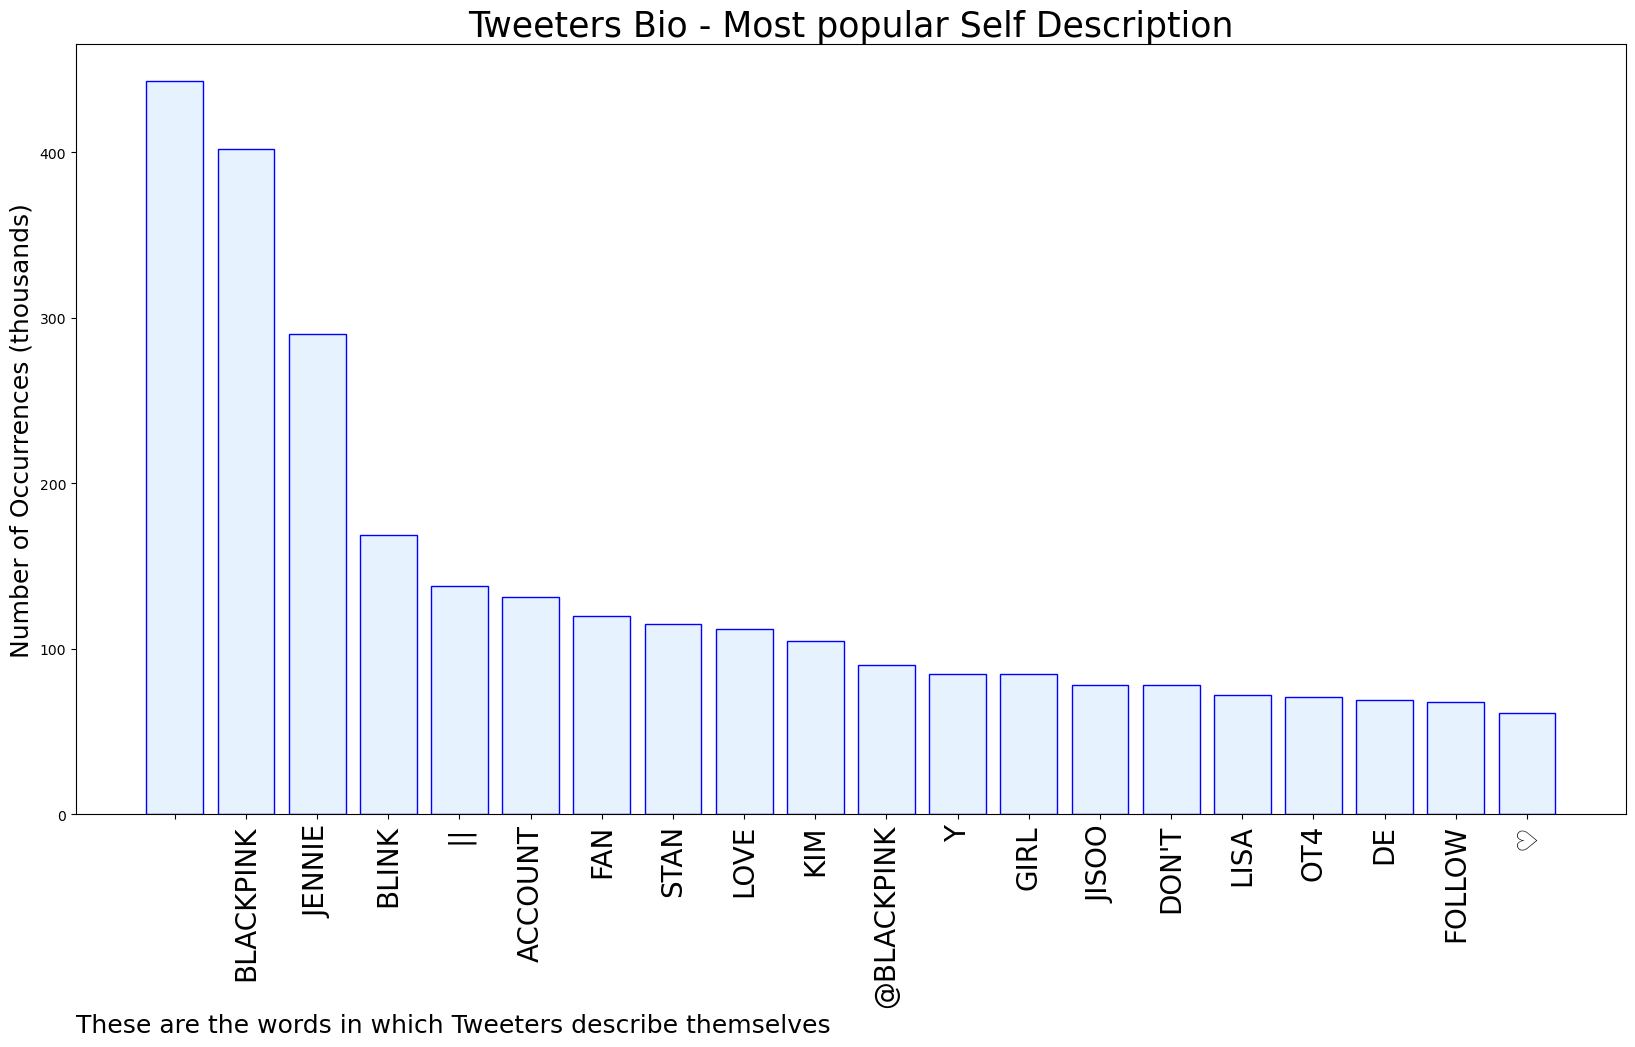 Tweeters Bio - Most popular Self Description
Number of Occurrences (thousands)
400
300
200
100
0
BLACKPINK
JENNIE
BLINK
||
ACCOUNT
FAN
STAN
LOVE
KIM
@BLACKPINK
Y
GIRL
JISOO
DON'T
LISA
OT4
DE
FOLLOW
♡
These are the words in which Tweeters describe themselves